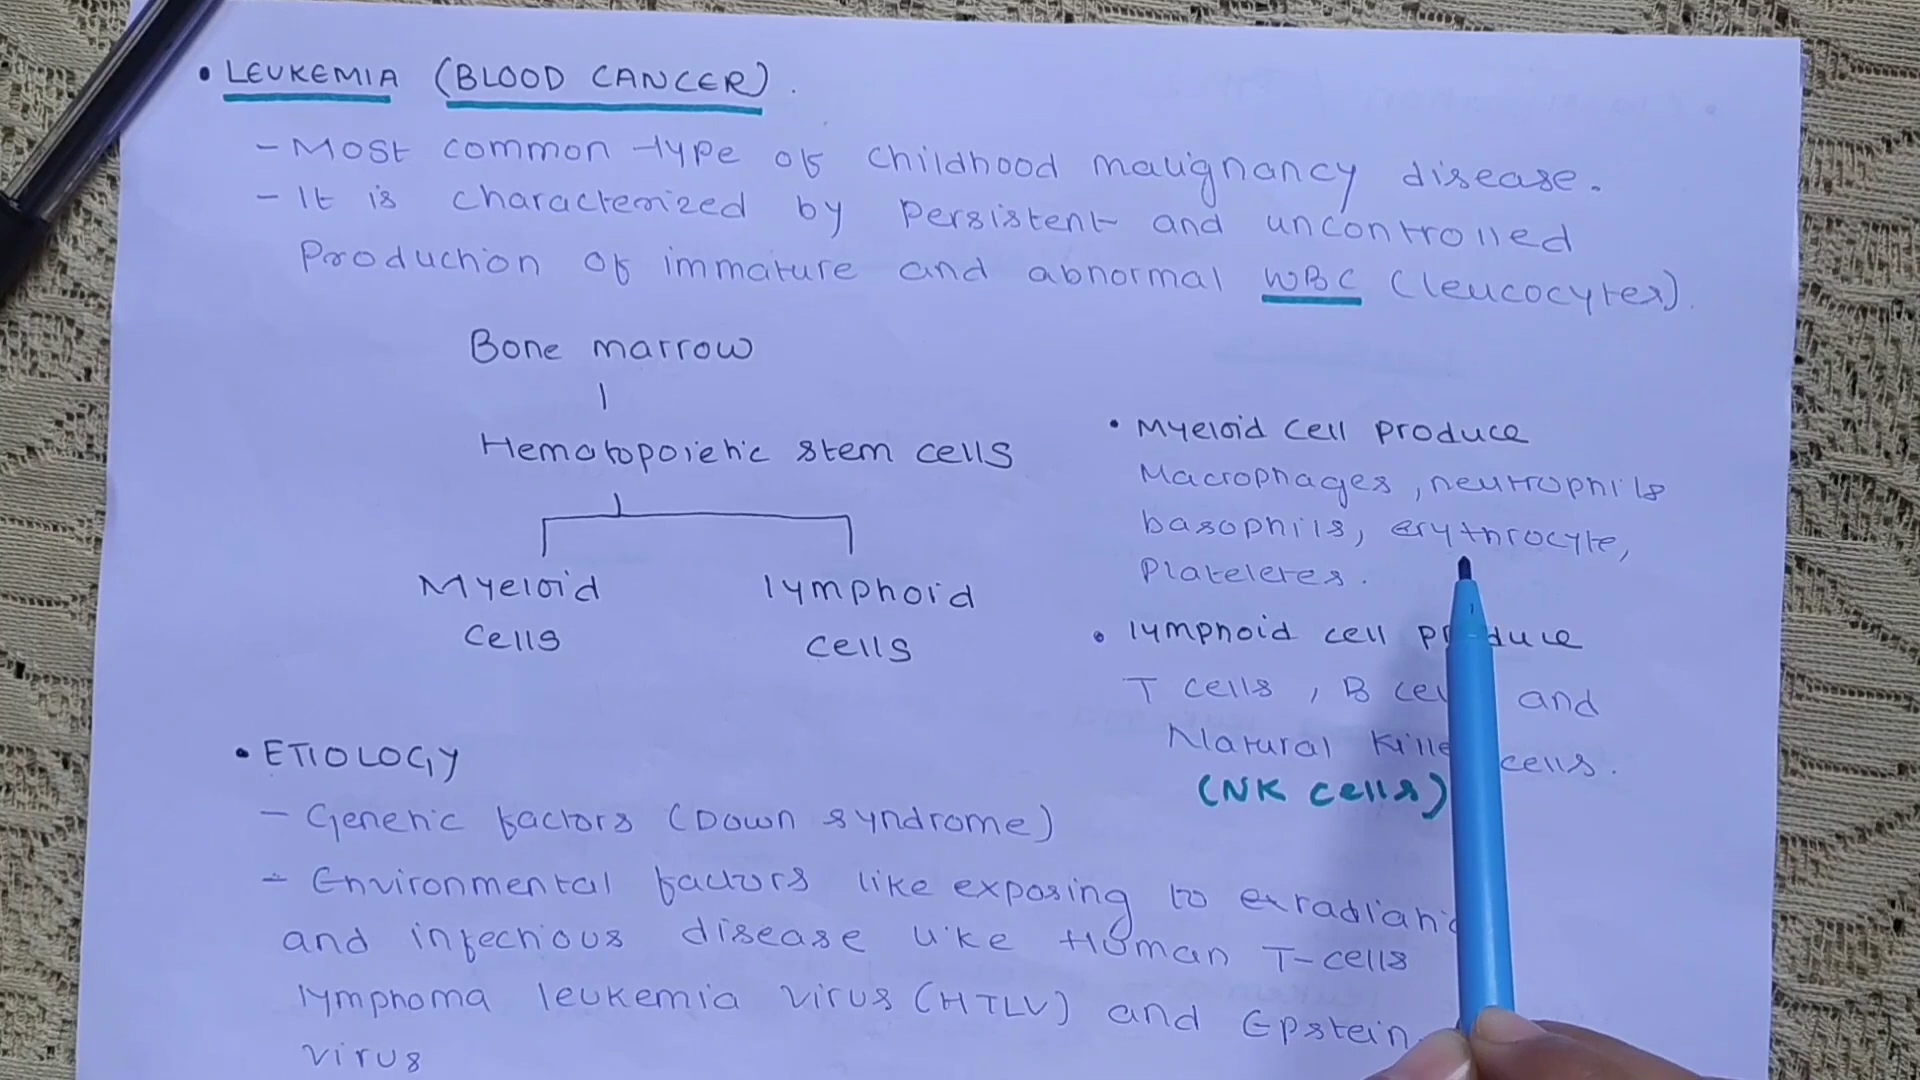 • LEUKEMIA (BLOOD CANCER).
- Most common type of childhood malignancy disease.
- It is characterized by persistent and uncontrolled
Production of immature and abnormal WBC (leucocytes).
Bone marrow
Hematopoietic stem cells
Myeloid
cells
lymphoid
cells
• Myeloid cell produce
Macrophages, neutrophils
basophils, erythrocyte,
Plateletes.
• lymphoid cell produce
T cells, B and
Natural cells.
(NK cells)
• ETIOLOGY
- Genetic factors (Down syndrome)
- Environmental factors like exposing to
and infectious disease like Human T-cells
lymphoma leukemia virus (HTLV) and Epstein
virus